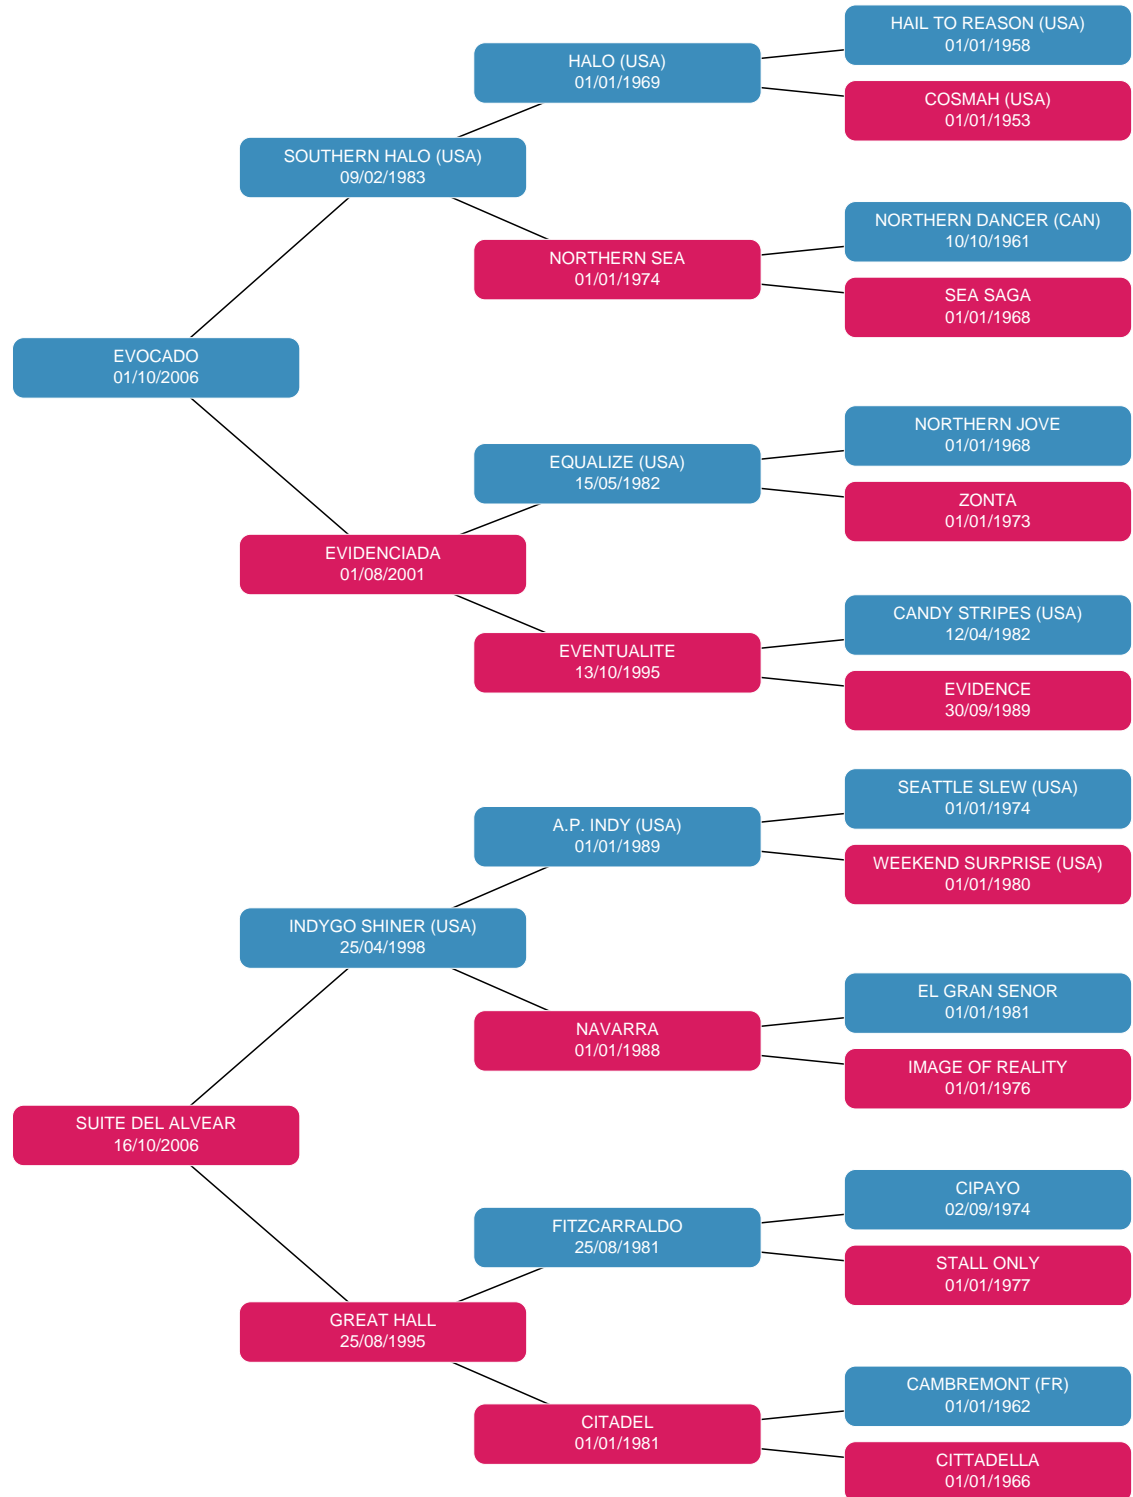 HAIL TO REASON (USA)
01/01/1958
HALO (USA)
01/01/1969
COSMAH (USA)
01/01/1953
SOUTHERN HALO (USA)
09/02/1983
NORTHERN DANCER (CAN)
10/10/1961
NORTHERN SEA
01/01/1974
SEA SAGA
01/01/1968
EVOCADO
01/10/2006
NORTHERN JOVE
01/01/1968
EQUALIZE (USA)
15/05/1982
ZONTA
01/01/1973
EVIDENCIADA
01/08/2001
CANDY STRIPES (USA)
12/04/1982
EVENTUALITE
13/10/1995
EVIDENCE
30/09/1989
SEATTLE SLEW (USA)
01/01/1974
A.P. INDY (USA)
01/01/1989
WEEKEND SURPRISE (USA)
01/01/1980
INDYGO SHINER (USA)
25/04/1998
EL GRAN SENOR
01/01/1981
NAVARRA
01/01/1988
IMAGE OF REALITY
01/01/1976
SUITE DEL ALVEAR
16/10/2006
CIPAYO
02/09/1974
FITZCARRALDO
25/08/1981
STALL ONLY
01/01/1977
GREAT HALL
25/08/1995
CAMBREMONT (FR)
01/01/1962
CITADEL
01/01/1981
CITTADELLA
01/01/1966